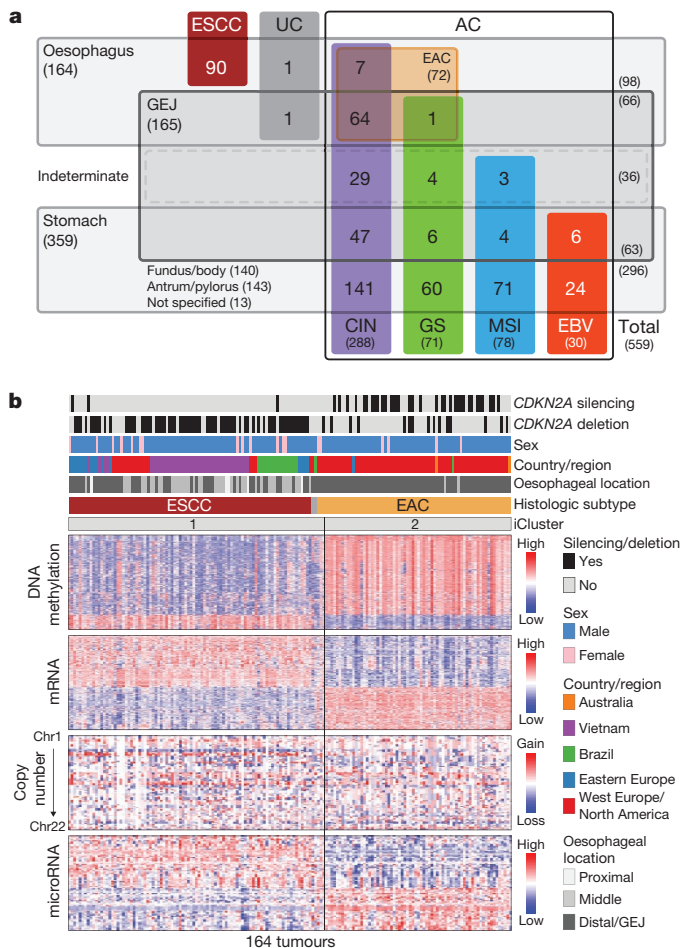 a
ESCC
UC
AC
Oesophagus
(164)
90
1
7
EAC
(72)
(98)
(66)
GEJ
(165)
1
64
1
Indeterminate
29
4
3
(36)
Stomach
(359)
47
6
4
6
(63)
(296)
Fundus/body (140)
Antrum/pylorus (143)
Not specified (13)
141
60
71
24
CIN
(288)
GS
(71)
MSI
(78)
EBV
(30)
Total
(559)
b
CDKN2A silencing
CDKN2A deletion
Sex
Country/region
Oesophageal location
ESCC
EAC
Histologic subtype
1
2
iCluster
DNA
methylation
High
Low
mRNA
High
Low
Chr1
Copy
number
Chr22
Gain
Loss
microRNA
High
Low
164 tumours
Silencing/deletion
Yes
No
Sex
Male
Female
Country/region
Australia
Vietnam
Brazil
Eastern Europe
West Europe/
North America
Oesophageal
location
Proximal
Middle
Distal/GEJ